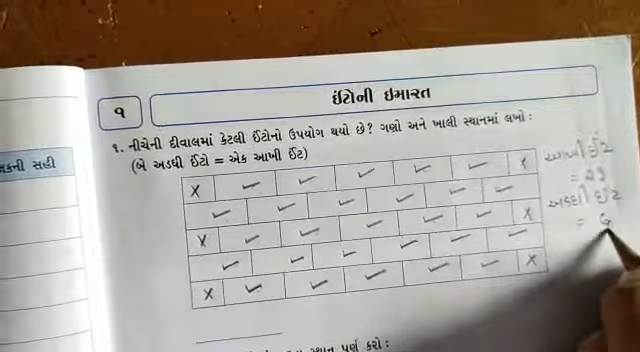 ૧
ઇંટોની ઇમારત
૧. નીચેની દીવાલમાં કેટલી ઈંટોનો ઉપયોગ થયો છે? ગણો અને ખાલી સ્થાનમાં લખો :
(બે અડધી ઈંટો = એક આખી ઈંટ)
આખી ઈંટ
અડધી ઈંટ
= ૬
કની સહી
સ્થાન પૂર્ણ કરો :